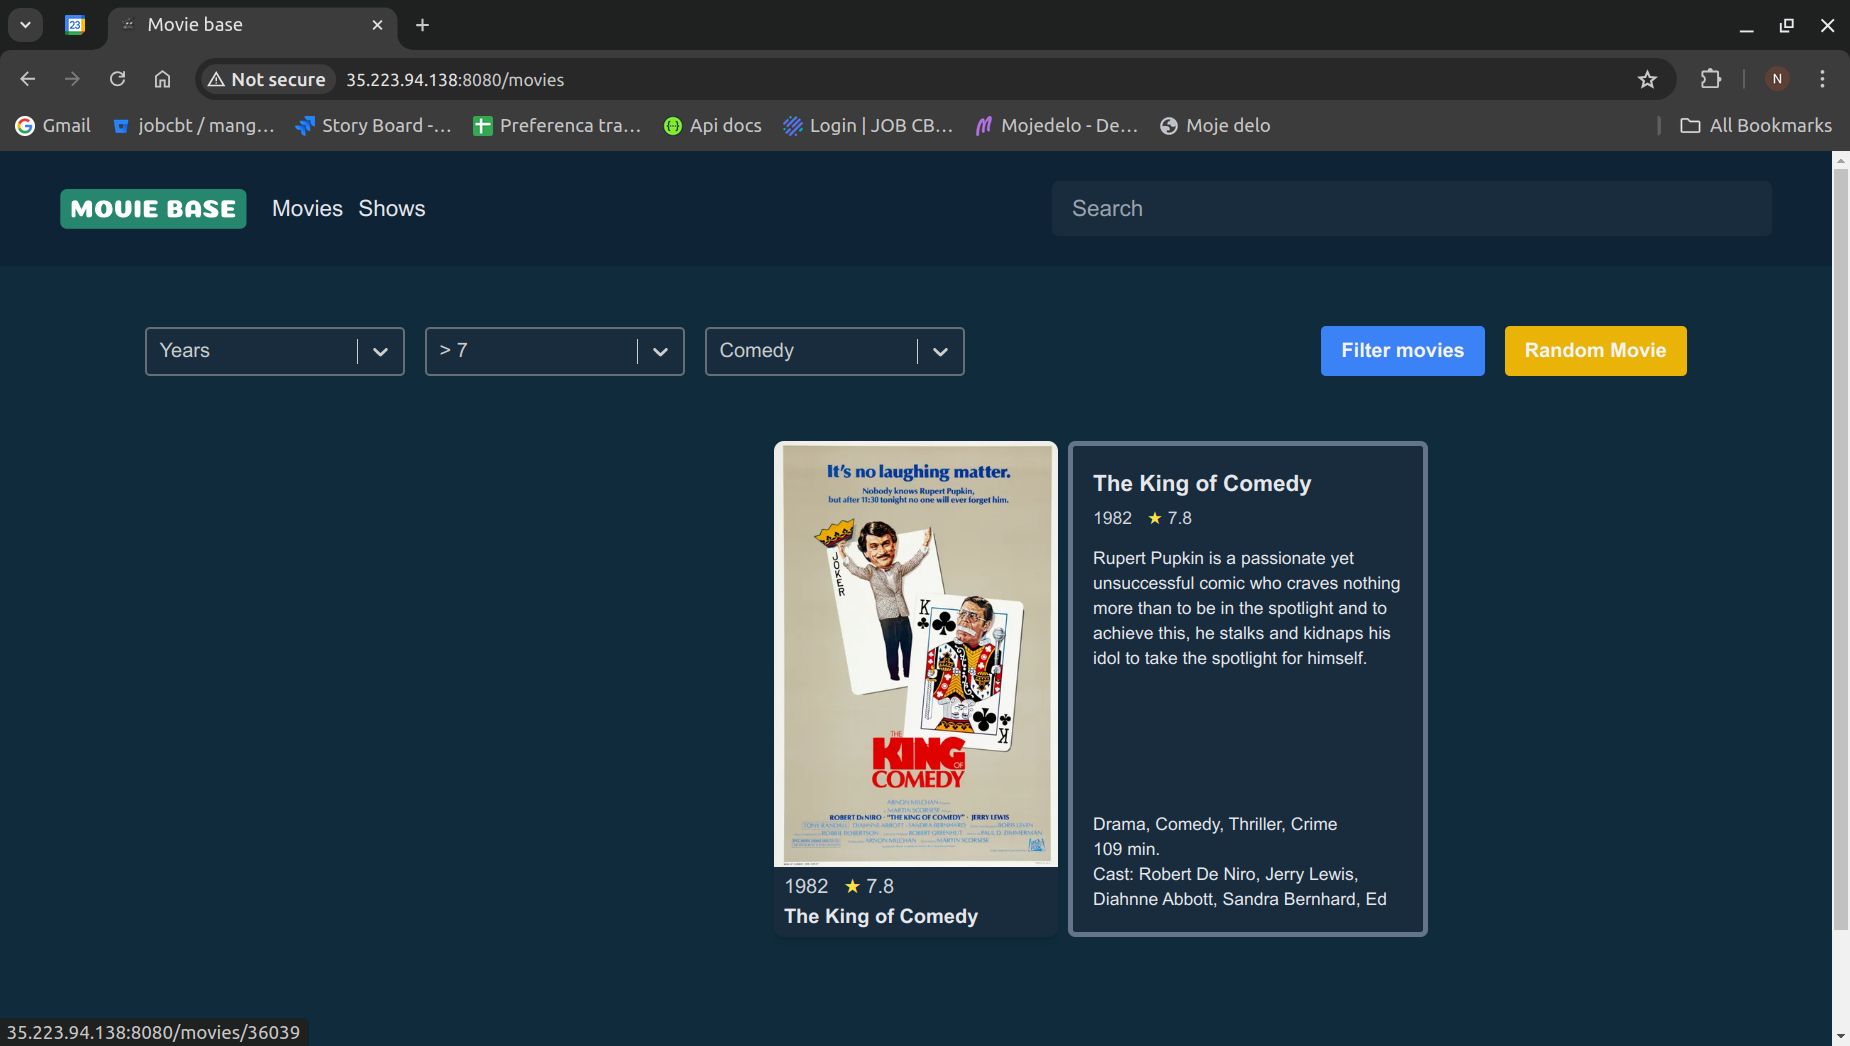 23
Movie base
Not secure
35.223.94.138:8080/movies
N
Gmail
jobcbt / mang...
Story Board -...
Preferenca tra...
Api docs
Login | JOB CB...
Mojedelo - De...
Moje delo
All Bookmarks
MOVIE BASE
Movies
Shows
Search
Years
> 7
Comedy
Filter movies
Random Movie
It's no laughing matter.
Nobody knows Rupert Pupkin,
but after 11:30 tonight no one will ever forget him.
JOKER
K
K
THE
KING
OF
COMEDY
ARNON MILCHAN
MARTIN SCORSESE
ROBERT DE NIRO · "THE KING OF COMEDY" · JERRY LEWIS
1982 ★ 7.8
The King of Comedy
The King of Comedy
1982 ★ 7.8
Rupert Pupkin is a passionate yet
unsuccessful comic who craves nothing
more than to be in the spotlight and to
achieve this, he stalks and kidnaps his
idol to take the spotlight for himself.
Drama, Comedy, Thriller, Crime
109 min.
Cast: Robert De Niro, Jerry Lewis,
Diahnne Abbott, Sandra Bernhard, Ed
35.223.94.138:8080/movies/36039